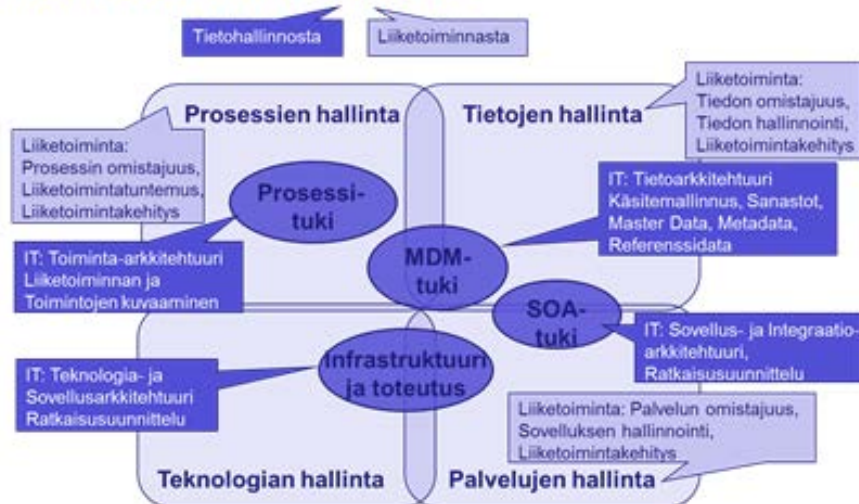 Tietohallinnosta
Liiketoiminnasta
Prosessien hallinta
Tietojen hallinta
Liiketoiminta:
Tiedon omistajuus,
Tiedon hallinnointi,
Liiketoimintakehitys
Liiketoiminta:
Prosessin omistajuus,
Liiketoimintatuntemus,
Liiketoimintakehitys
Prosessi-
tuki
IT: Tietoarkkitehtuuri
Käsitemallinnus, Sanastot,
Master Data, Metadata,
Referenssidata
IT: Toiminta-arkkitehtuuri
Liiketoiminnan ja
Toimintojen kuvaaminen
MDM-
tuki
SOA-
tuki
IT: Sovellus- ja Integraatio-
arkkitehtuuri,
Ratkaisusuunnittelu
IT: Teknologia- ja
Sovellusarkkitehtuuri
Ratkaisusuunnittelu
Infrastruktuuri
ja toteutus
Liiketoiminta: Palvelun omistajuus,
Sovelluksen hallinnointi,
Liiketoimintakehitys
Teknologian hallinta
Palvelujen hallinta